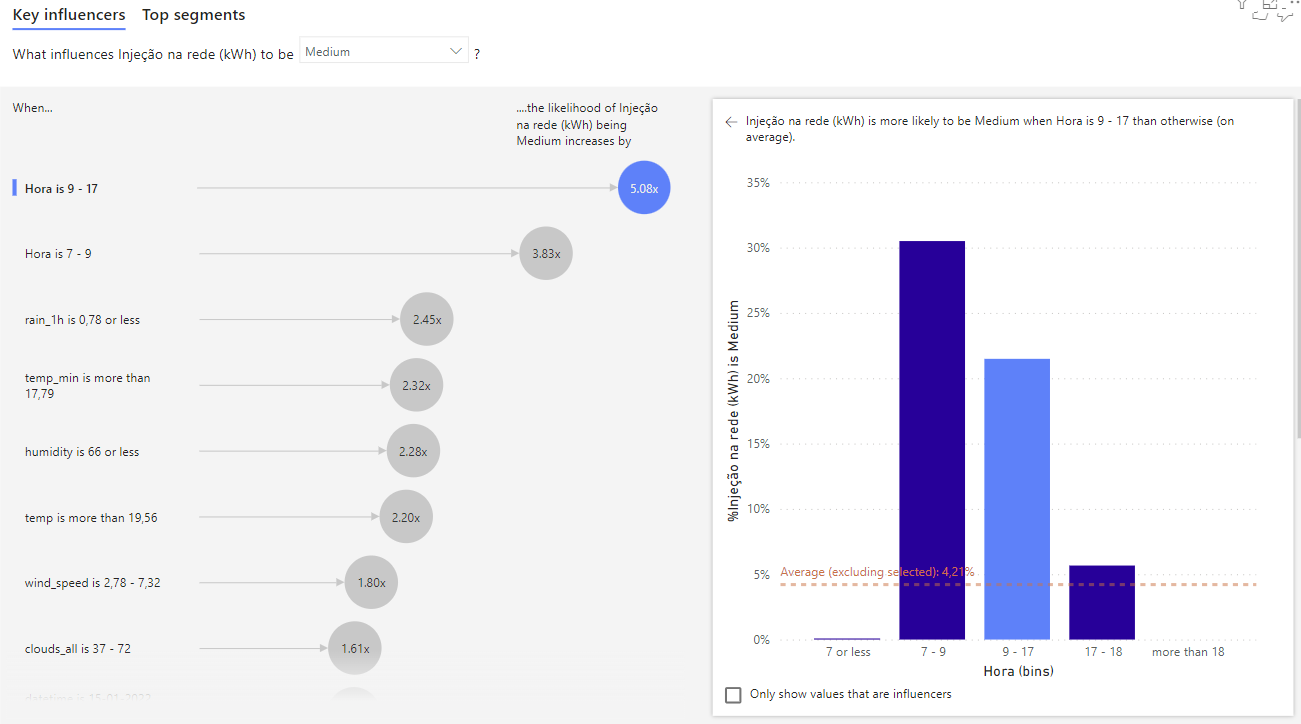 Key influencers Top segments
What influences Injeção na rede (kWh) to be Medium ?
When...
....the likelihood of Injeção
na rede (kWh) being
Medium increases by
Hora is 9 - 17 5.08x
Hora is 7 - 9 3.83x
rain_1h is 0,78 or less 2.45x
temp_min is more than
17,79 2.32x
humidity is 66 or less 2.28x
temp is more than 19,56 2.20x
wind_speed is 2,78 - 7,32 1.80x
clouds_all is 37 - 72 1.61x
Injeção na rede (kWh) is more likely to be Medium when Hora is 9 - 17 than otherwise (on
average).
%Injeção na rede (kWh) is Medium
35%
30%
25%
20%
15%
10%
5%
0%
Average (excluding selected): 4,21%
7 or less 7 - 9 9 - 17 17 - 18 more than 18
Hora (bins)
Only show values that are influencers